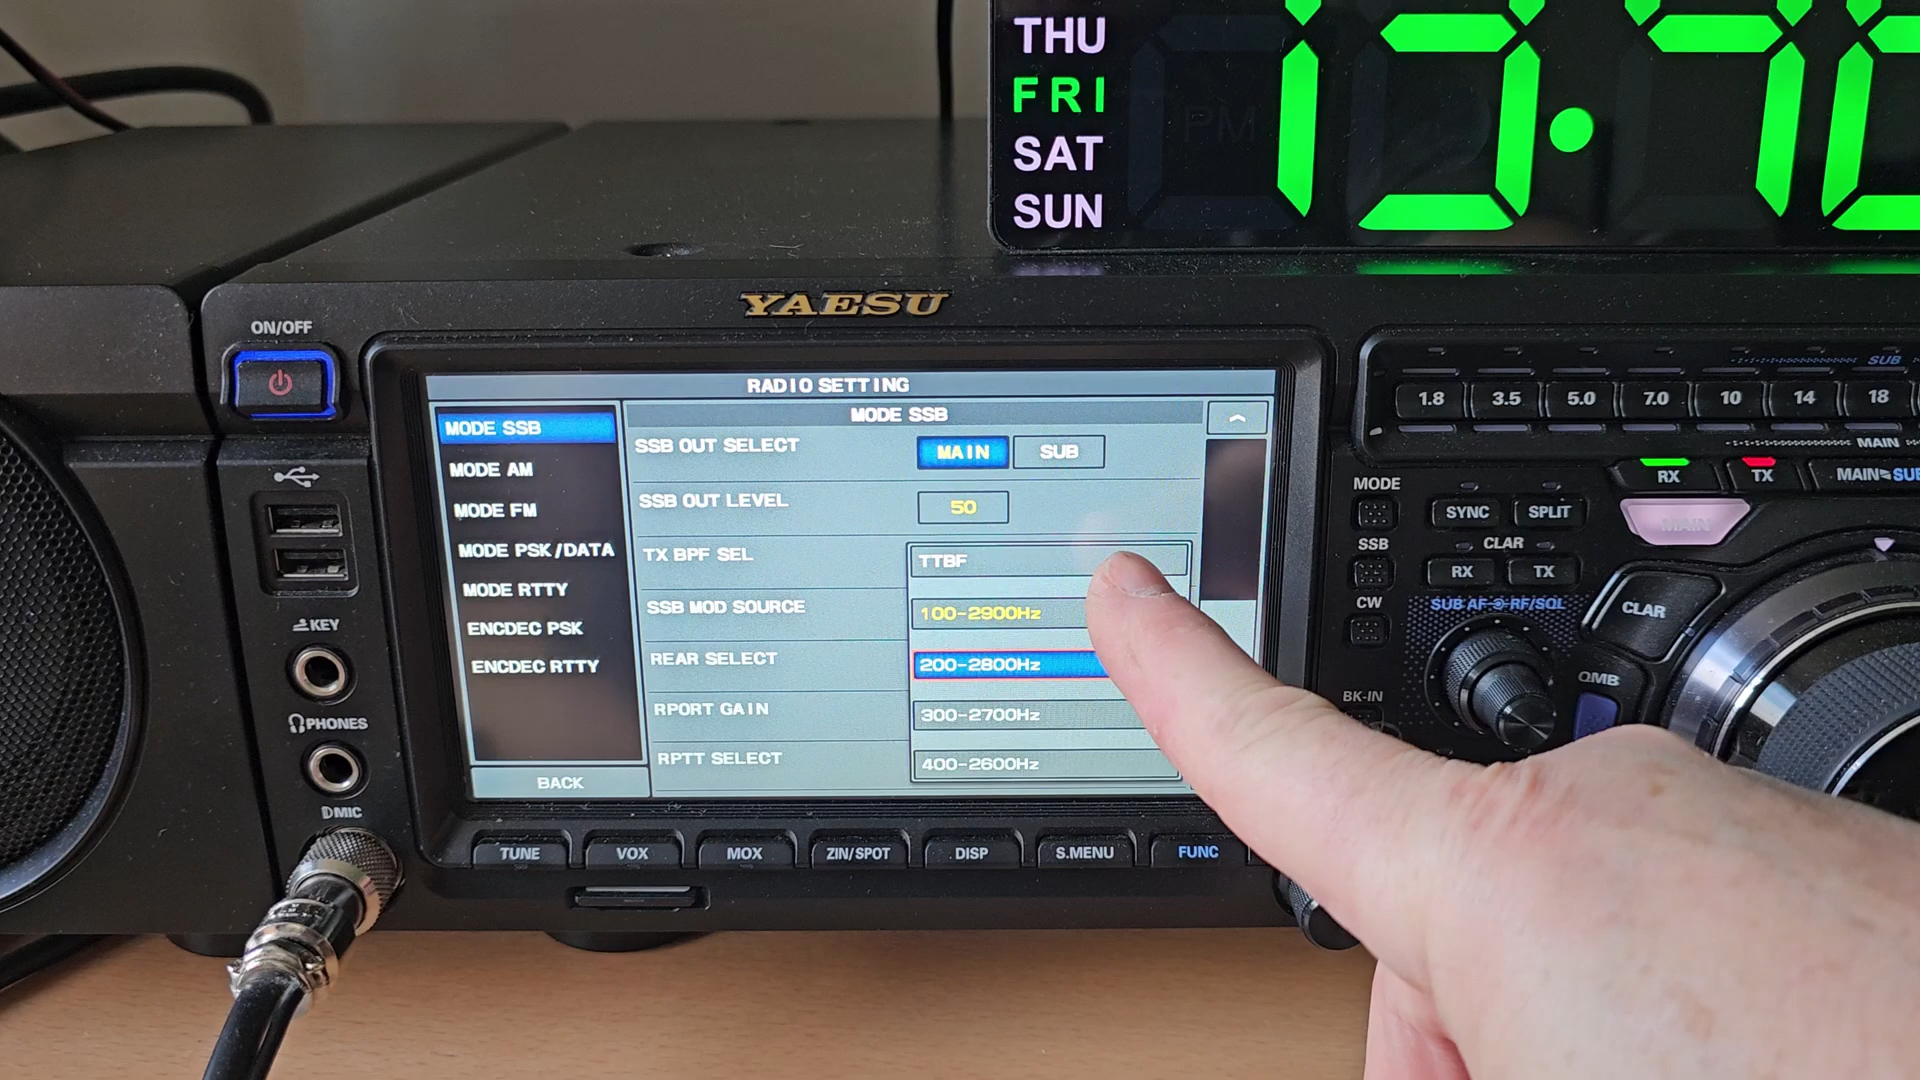 THU
FRI
SAT
SUN
PM
YAESU
ON/OFF
RADIO SETTING
MODE SSB
MODE AM
MODE FM
MODE PSK/DATA
MODE RTTY
ENCDEC PSK
ENCDEC RTTY
BACK
MODE SSB
SSB OUT SELECT
MAIN
SUB
SSB OUT LEVEL
50
TX BPF SEL
SSB MOD SOURCE
REAR SELECT
RPORT GAIN
RPTT SELECT
TTBF
100-2900Hz
200-2800Hz
300-2700Hz
400-2600Hz
KEY
PHONES
MIC
TUNE
VOX
MOX
ZIN/SPOT
DISP
S.MENU
FUNC
SUB
1.8
3.5
5.0
7.0
10
14
18
MAIN
RX
TX
MAIN SUB
MODE
SSB
CW
BK-IN
SYNC
SPLIT
CLAR
RX
TX
MAIN
CLAR
SUB AF RF/SQL
QMB